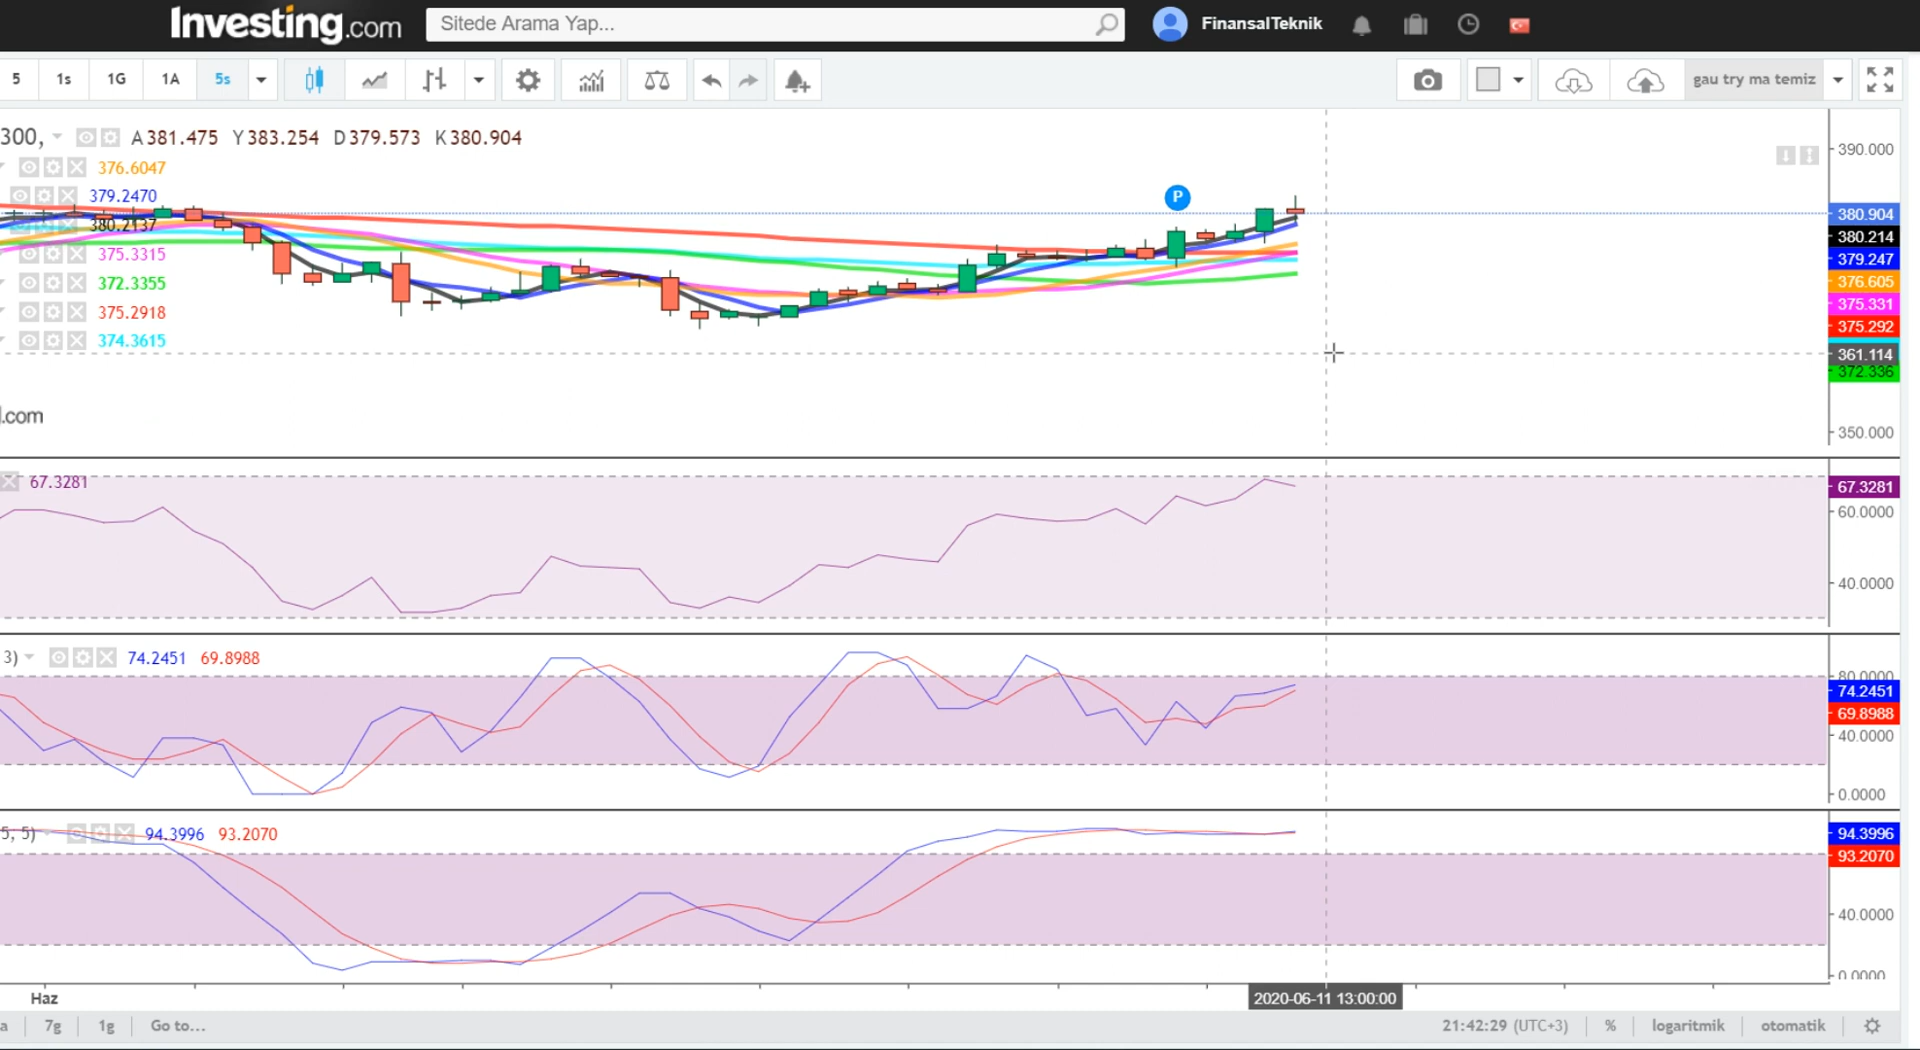 Investing.com
Sitede Arama Yap...
FinansalTeknik
5 1s 1G 1A 5s
gau try ma temiz
300, A 381.475 Y 383.254 D 379.573 K 380.904
376.6047
379.2470
380.2137
375.3315
372.3355
375.2918
374.3615
.com
P
390.000
380.904
380.214
379.247
376.605
375.331
375.292
361.114
372.336
350.000
67.3281
67.3281
60.0000
40.0000
3) 74.2451 69.8988
80.0000
74.2451
69.8988
40.0000
0.0000
5, 5) 94.3996 93.2070
94.3996
93.2070
40.0000
0.0000
Haz
2020-06-11 13:00:00
a 7g 1g Go to...
21:42:29 (UTC+3) % logaritmik otomatik